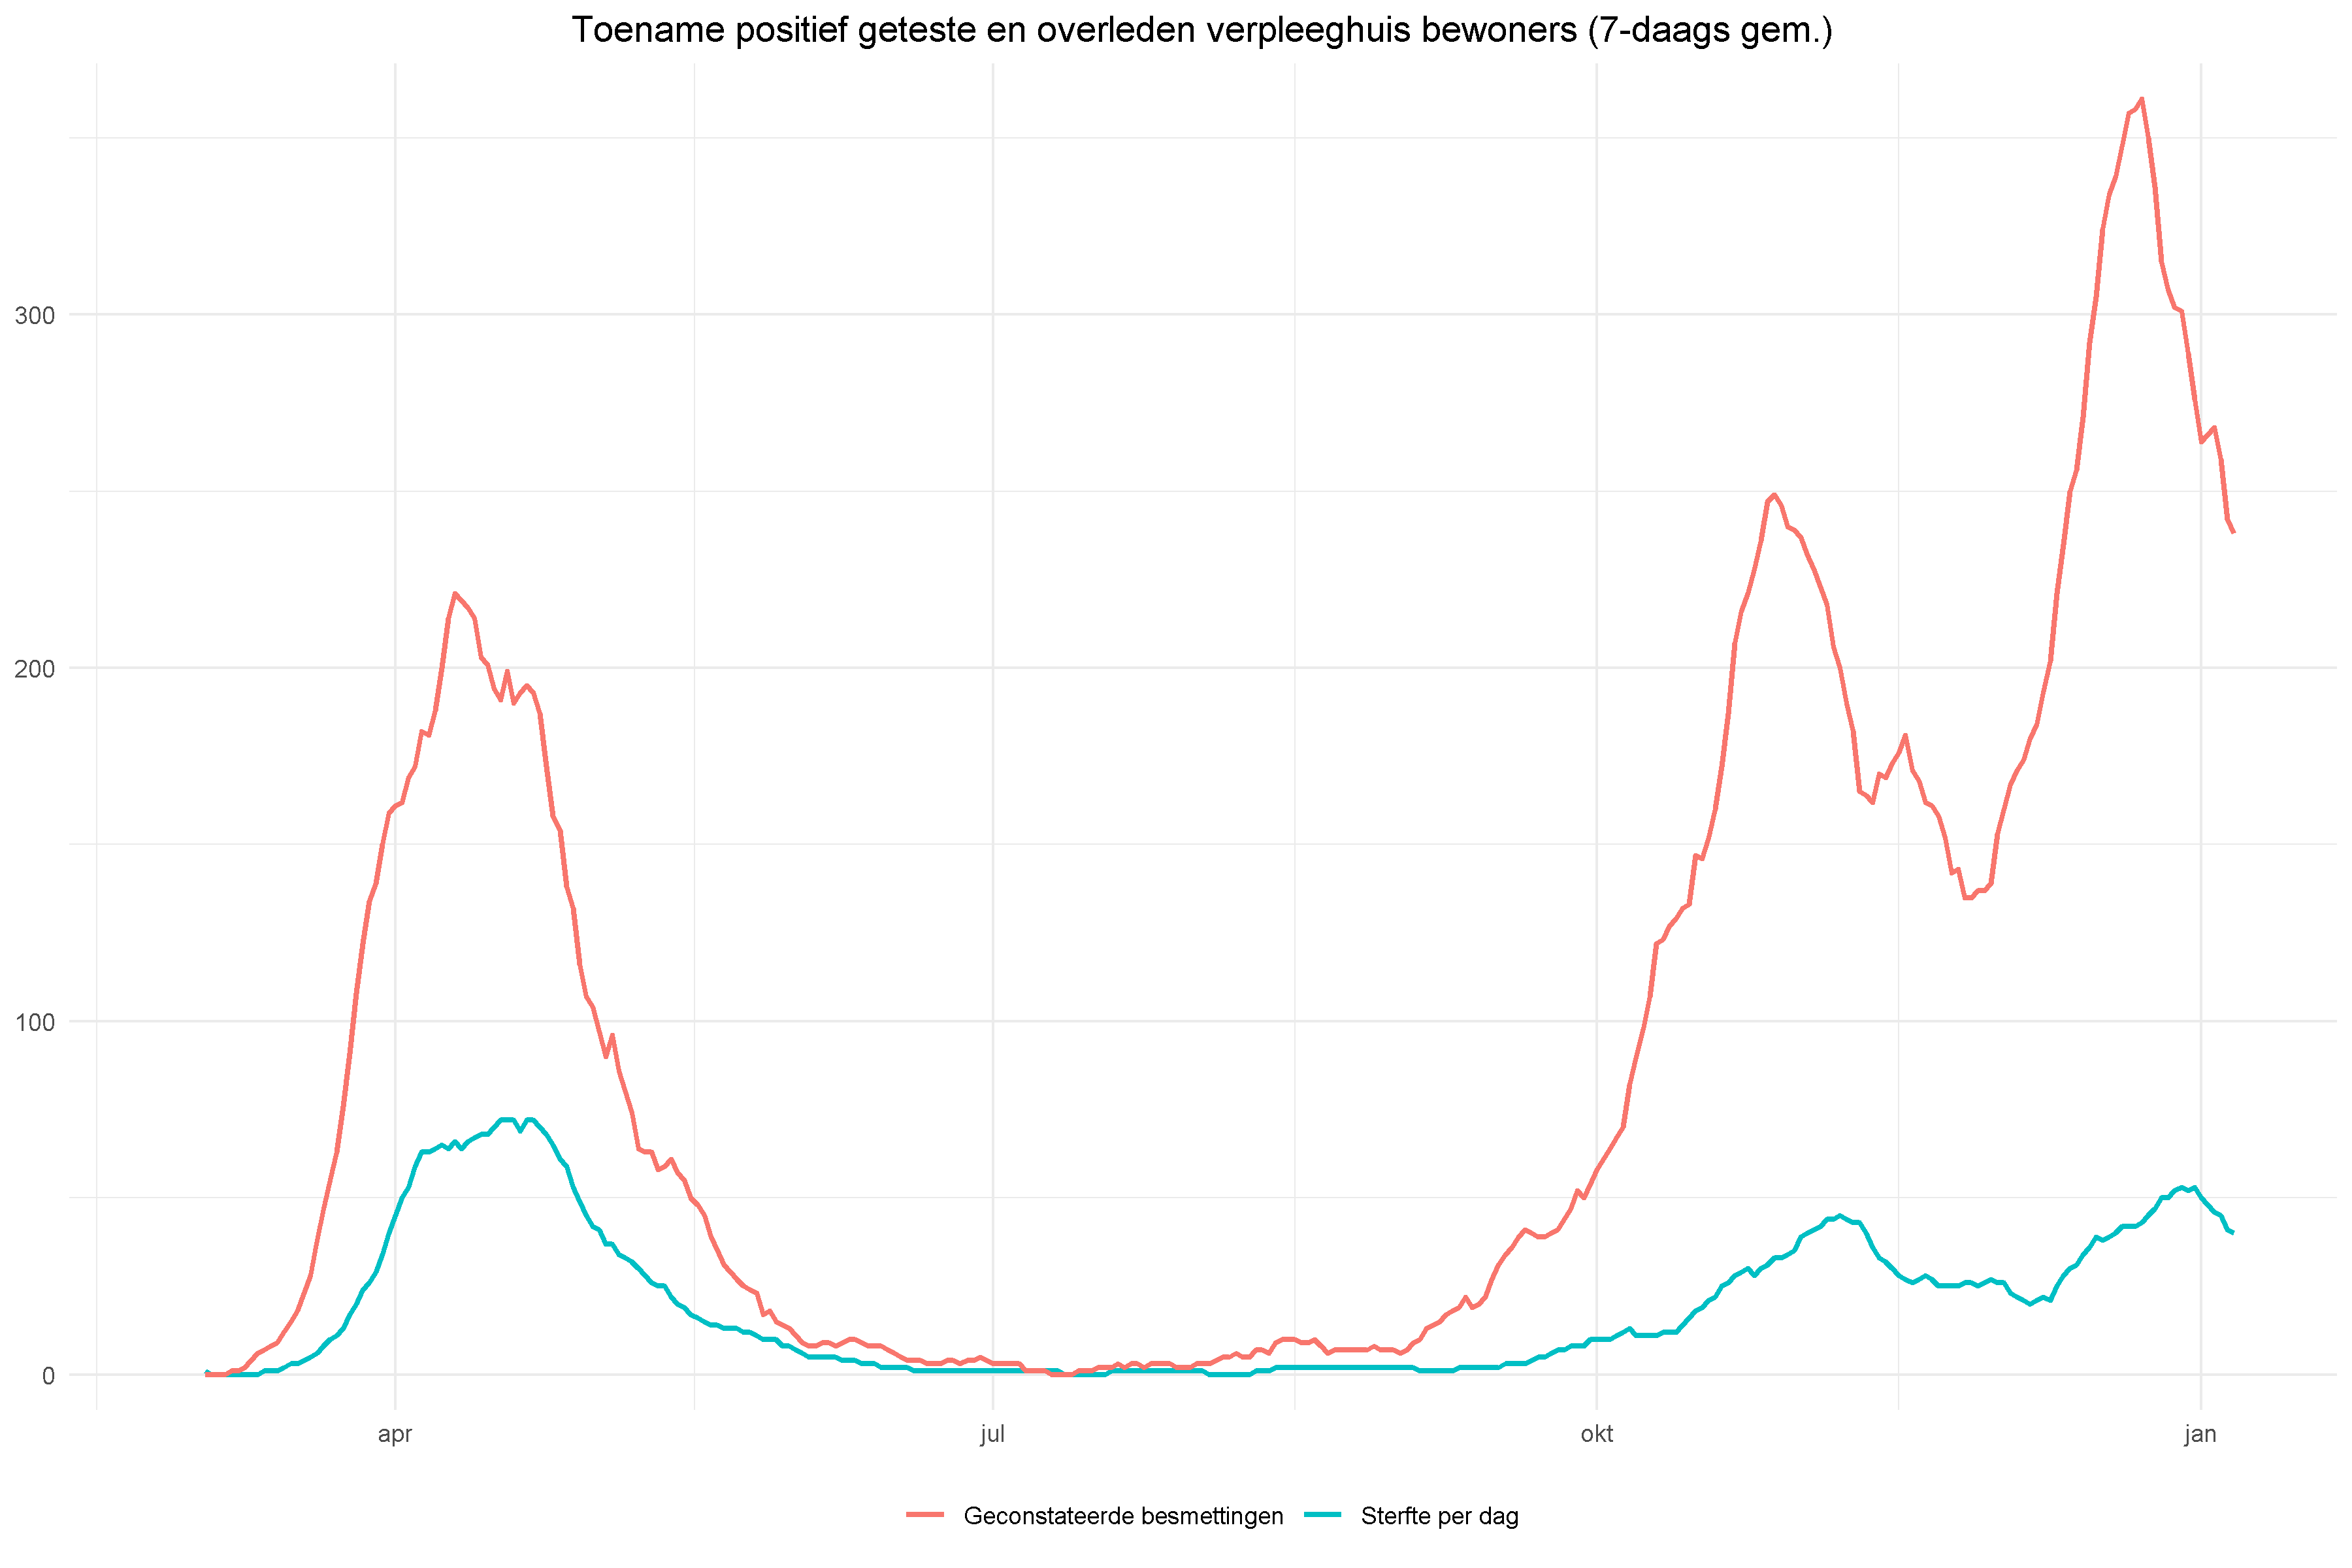 Toename positief geteste en overleden verpleeghuis bewoners (7-daags gem.)
300
200
100
0
apr jul okt jan
Geconstateerde besmettingen Sterfte per dag